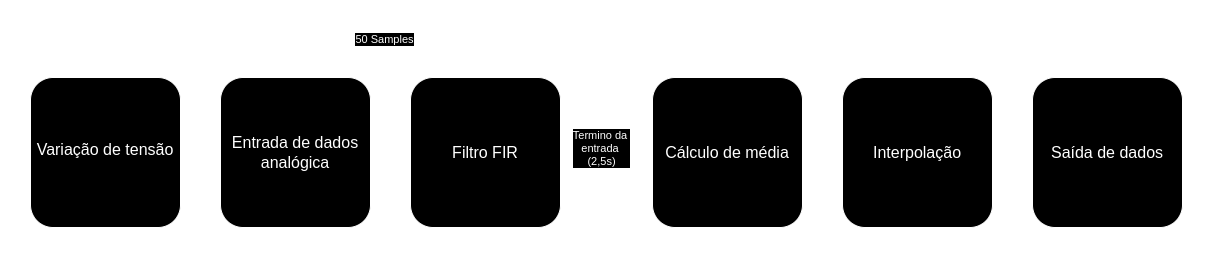 50 Samples
Variação de tensão
Entrada de dados
analógica
Filtro FIR
Termino da
entrada
(2,5s)
Cálculo de média
Interpolação
Saída de dados